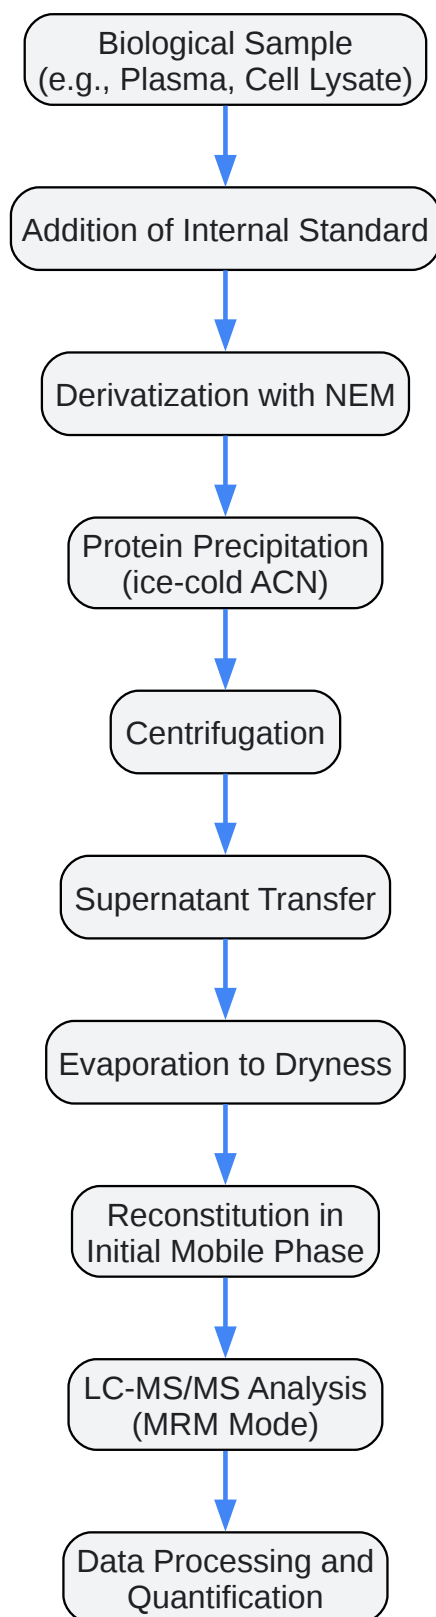 Biological Sample
(e.g., Plasma, Cell Lysate)
Addition of Internal Standard
Derivatization with NEM
Protein Precipitation
(ice-cold ACN)
Centrifugation
Supernatant Transfer
Evaporation to Dryness
Reconstitution in
Initial Mobile Phase
LC-MS/MS Analysis
(MRM Mode)
Data Processing and
Quantification